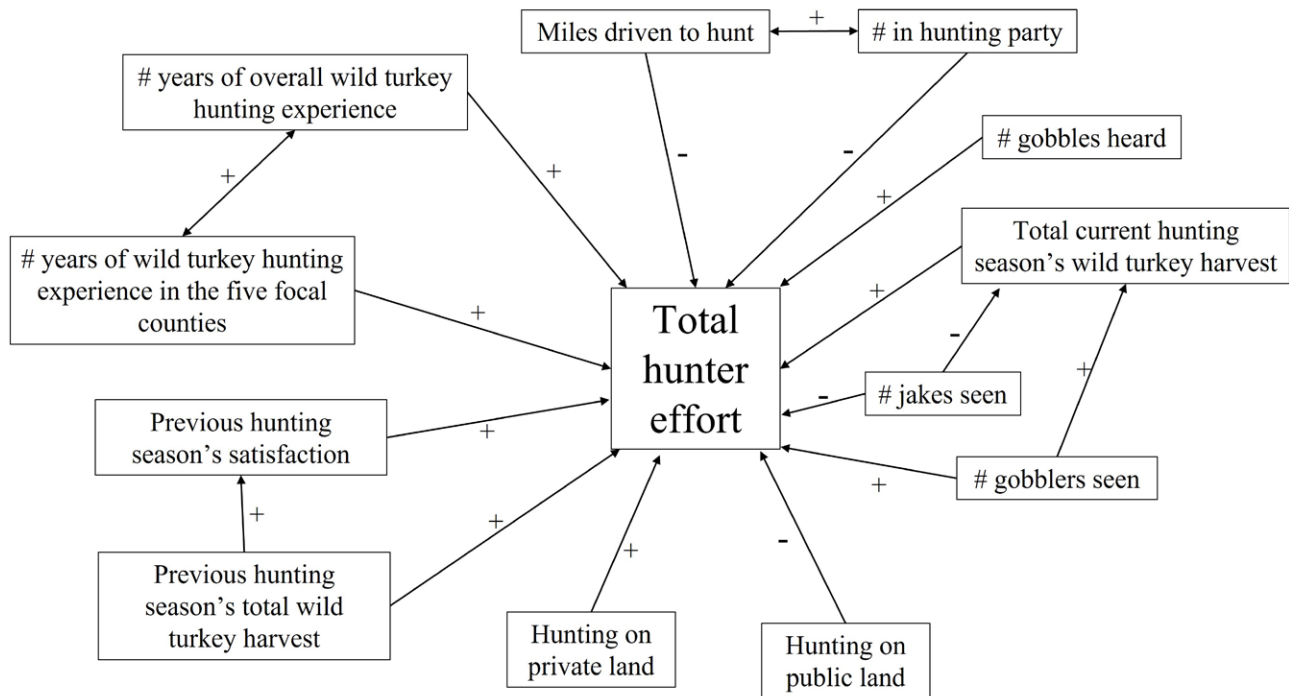 Miles driven to hunt
+
# in hunting party
# years of overall wild turkey
hunting experience
-
-
# gobbles heard
+
+
+
# years of wild turkey hunting
experience in the five focal
counties
+
Total current hunting
season’s wild turkey harvest
+
-
+
Total
hunter
effort
-
# jakes seen
Previous hunting
season’s satisfaction
+
+
# gobblers seen
+
+
Previous hunting
season’s total wild
turkey harvest
+
-
Hunting on
private land
Hunting on
public land